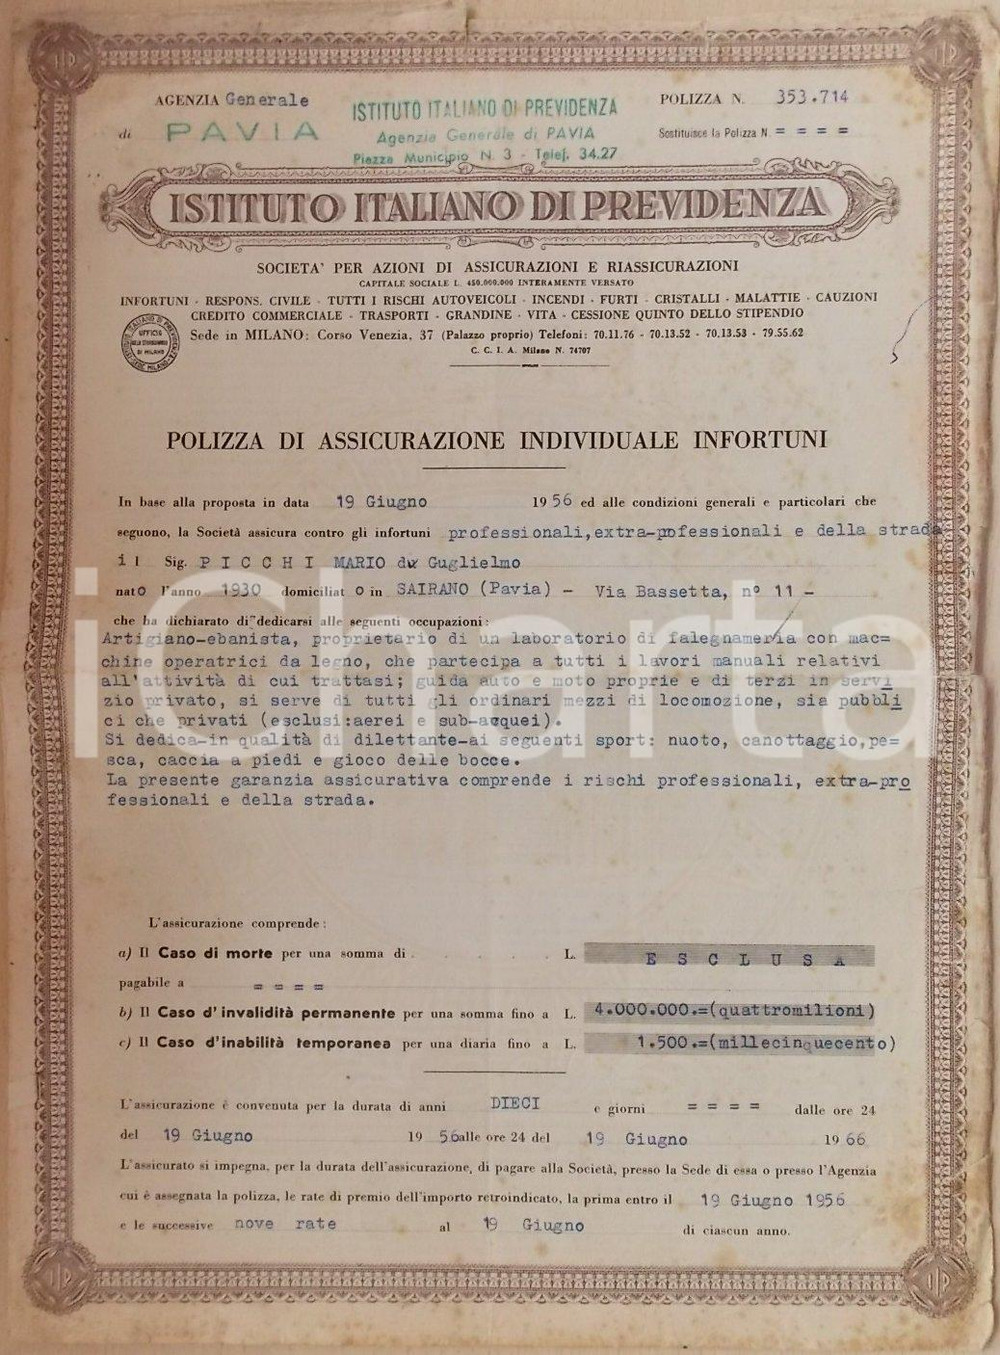 AGENZIA Generale
di PAVIA
ISTITUTO ITALIANO DI PREVIDENZA
Agenzia Generale di PAVIA
Piazza Municipio N. 3 - Telef. 34.27
POLIZZA N. 353.714
Sostituisce la Polizza N = = = =
ISTITUTO ITALIANO DI PREVIDENZA
SOCIETA' PER AZIONI DI ASSICURAZIONI E RIASSICURAZIONI
CAPITALE SOCIALE L. 450.000.000 INTERAMENTE VERSATO
INFORTUNI - RESPONS. CIVILE - TUTTI I RISCHI AUTOVEICOLI - INCENDI - FURTI - CRISTALLI - MALATTIE - CAUZIONI
CREDITO COMMERCIALE - TRASPORTI - GRANDINE - VITA - CESSIONE QUINTO DELLO STIPENDIO
Sede in MILANO: Corso Venezia, 37 (Palazzo proprio) Telefoni: 70.11.76 - 70.13.52 - 70.13.53 - 79.55.62
C. C. I. A. Milano N. 74707
POLIZZA DI ASSICURAZIONE INDIVIDUALE INFORTUNI
In base alla proposta in data 19 Giugno 1956 ed alle condizioni generali e particolari che
seguono, la Società assicura contro gli infortuni professionali,extra-pofessionali e della strada
il Sig. P I C C H I MARIO di Guglielmo
nato l'anno 1930 domiciliato in SAIRANO (Pavia) - Via Bassetta, nº 11 -
che ha dichiarato di dedicarsi alle seguenti occupazioni:
Artigiano-ebanista, proprietario di un laboratorio di falegnameria con mac=
chine operatrici da legno, che partecipa a tutti i lavori manuali relativi
all'attività di cui trattasi; guida auto e moto proprie e di terzi in servi
zio privato, si serve di tutti gli ordinari mezzi di locomozione, sia pubbli
ci che privati (esclusi:aerei e sub-acquei).
Si dedica-in qualità di dilettante-ai seguenti sport: nuoto, canottaggio,pe=
sca, caccia a piedi e gioco delle bocce.
La presente garanzia assicurativa comprende i rischi professionali, extra-pro
fessionali e della strada.
L'assicurazione comprende:
a) Il Caso di morte per una somma di . . . . . L. E S C L U S A
pagabile a = = = =
b) Il Caso d'invalidità permanente per una somma fino a L. 4.000.000.=(quattromilioni)
c) Il Caso d'inabilità temporanea per una diaria fino a L. 1.500.=(millecinquecento)
L'assicurazione è convenuta per la durata di anni DIECI e giorni = = = = dalle ore 24
del 19 Giugno 1956 alle ore 24 del 19 Giugno 1966
L'assicurato si impegna, per la durata dell'assicurazione, di pagare alla Società, presso la Sede di essa o presso l'Agenzia
cui è assegnata la polizza, le rate di premio dell'importo retroindicato, la prima entro il 19 Giugno 1956
e le successive nove rate al 19 Giugno di ciascun anno.
iCharta